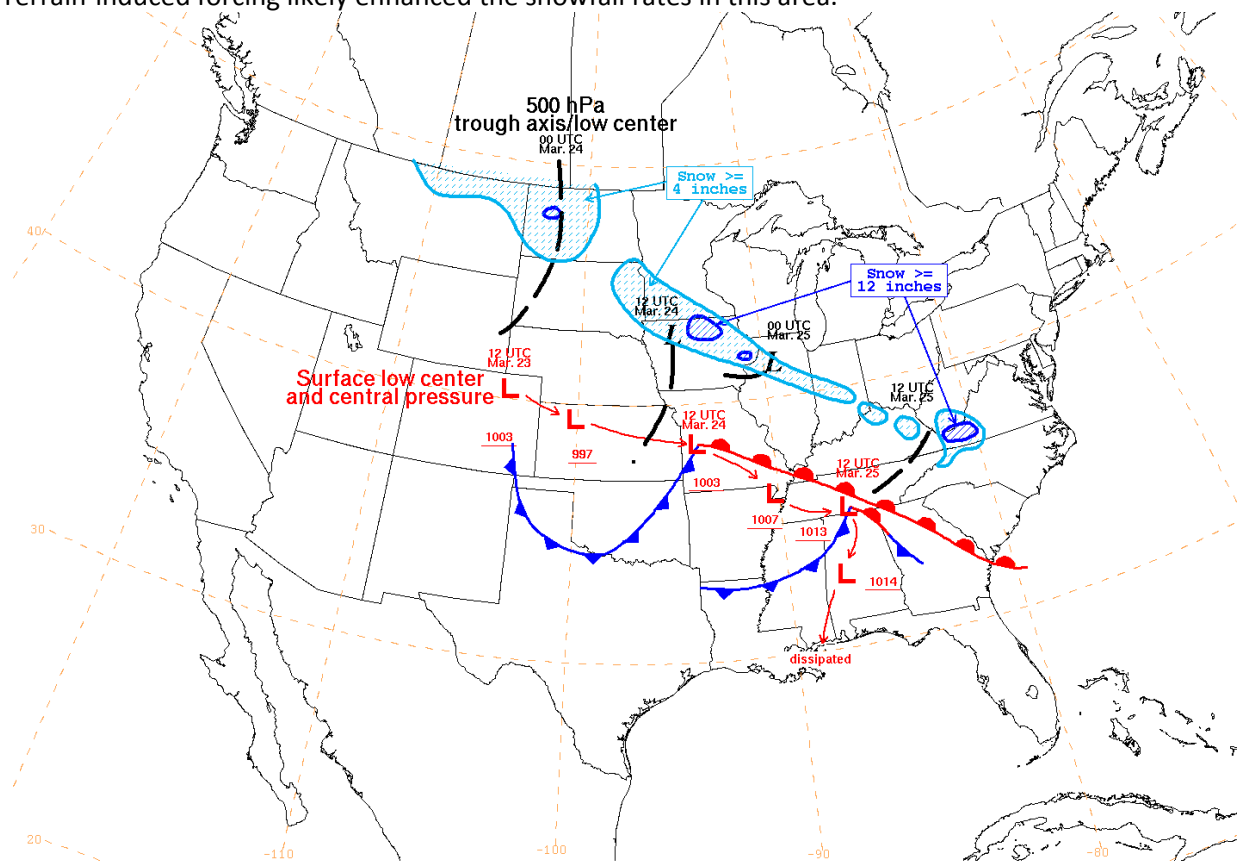 Terrain-induced forcing likely enhanced the snowfall rates in this area.
500 hPa
trough axis/low center
00 UTC
Mar. 24
Snow >=
4 inches
40
Snow >=
12 inches
12 UTC
Mar. 24
00 UTC
Mar. 25
L
12 UTC
Mar. 23
L
Surface low center
and central pressure
12 UTC
Mar. 25
L
12 UTC
Mar. 24
L
1003
997
12 UTC
Mar. 25
1003
L
L
1007
1013
30
L
1014
dissipated
20
-110
-100
-90
-80